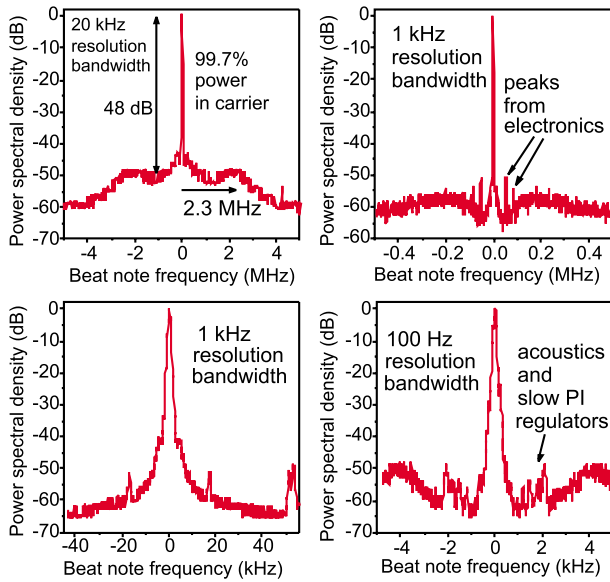 Power spectral density (dB)
0
-10
-20
-30
-40
-50
-60
-70
20 kHz
resolution
bandwidth
99.7%
power
in carrier
48 dB
2.3 MHz
-4
-2
0
2
4
Beat note frequency (MHz)
Power spectral density (dB)
0
-10
-20
-30
-40
-50
-60
1 kHz
resolution
bandwidth
peaks
from
electronics
-60
-0.4
-0.2
0.0
0.2
0.4
Beat note frequency (MHz)
Power spectral density (dB)
0
-10
-20
-30
-40
-50
-60
-70
1 kHz
resolution
bandwidth
-40
-20
0
20
40
Beat note frequency (kHz)
Power spectral density (dB)
0
-10
-20
-30
-40
-50
-60
-70
100 Hz
resolution
bandwidth
acoustics
and
slow PI
regulators
-4
-2
0
2
4
Beat note frequency (kHz)